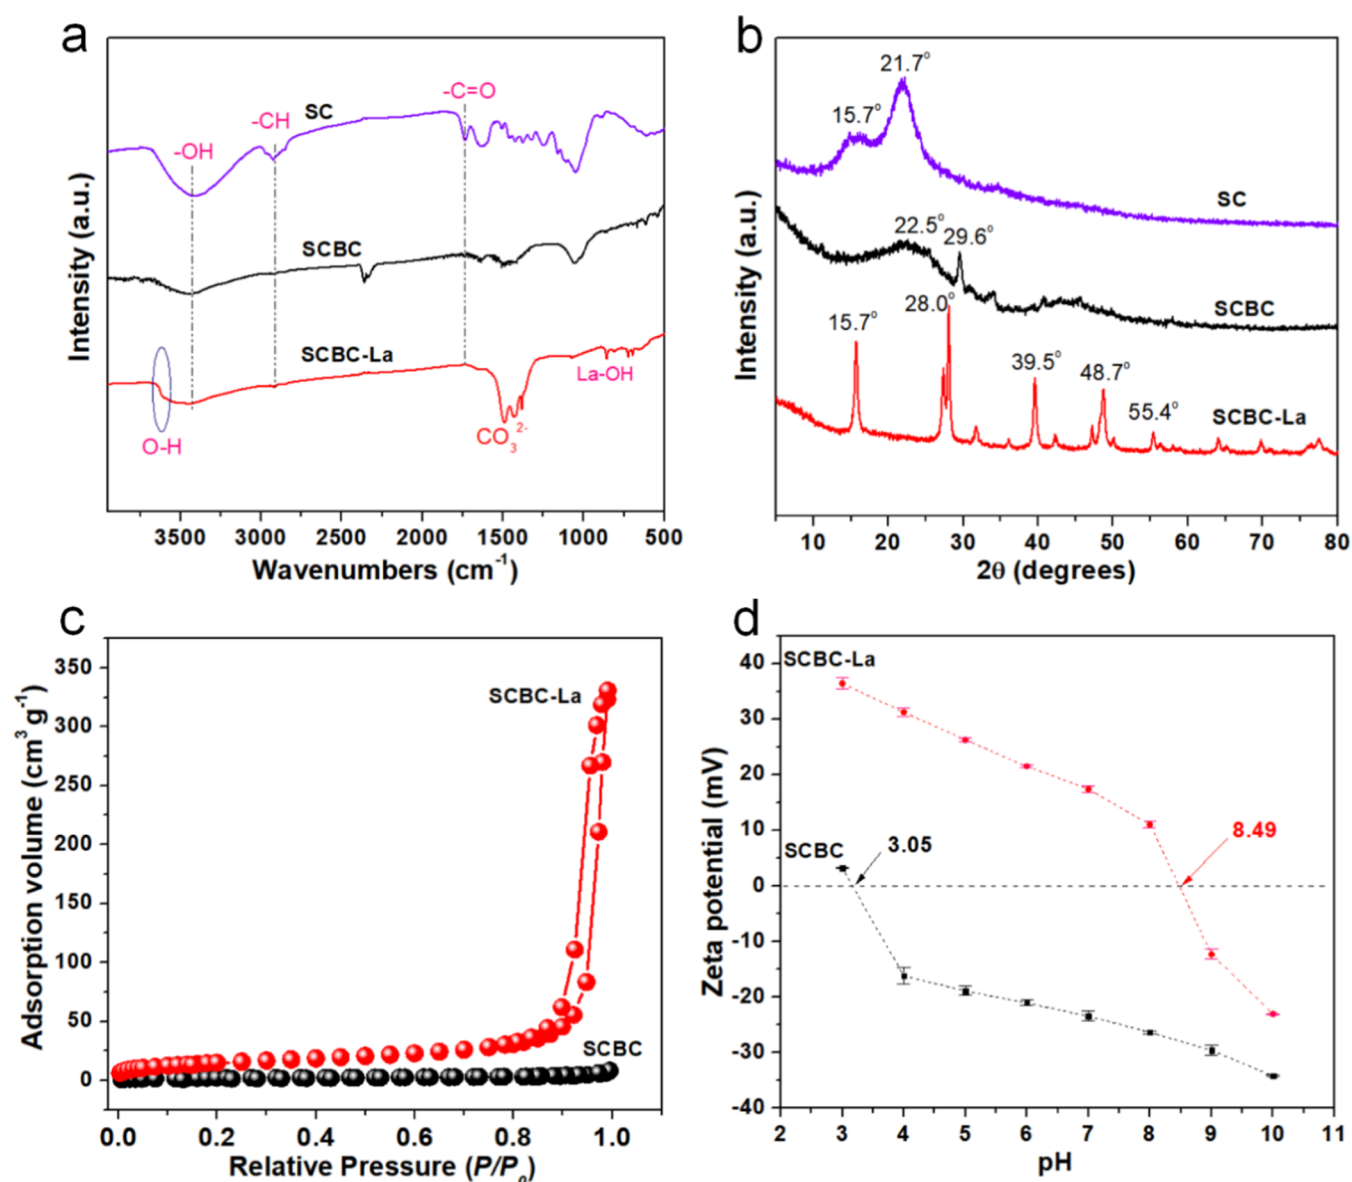 a
Intensity (a.u.)
-C=O
SC
-CH
-OH
SCBC
SCBC-La
La-OH
CO₃²⁻
O-H
3500 3000 2500 2000 1500 1000 500
Wavenumbers (cm⁻¹)
b
Intensity (a.u.)
21.7°
15.7°
SC
22.5°
29.6°
SCBC
28.0°
15.7°
39.5°
48.7°
55.4°
SCBC-La
10 20 30 40 50 60 70 80
2θ (degrees)
c
Adsorption volume (cm³ g⁻¹)
350
300
250
200
150
100
50
0
SCBC-La
SCBC
0.0 0.2 0.4 0.6 0.8 1.0
Relative Pressure (P/P₀)
d
Zeta potential (mV)
40
30
20
10
0
-10
-20
-30
-40
SCBC-La
8.49
SCBC
3.05
2 3 4 5 6 7 8 9 10 11
pH